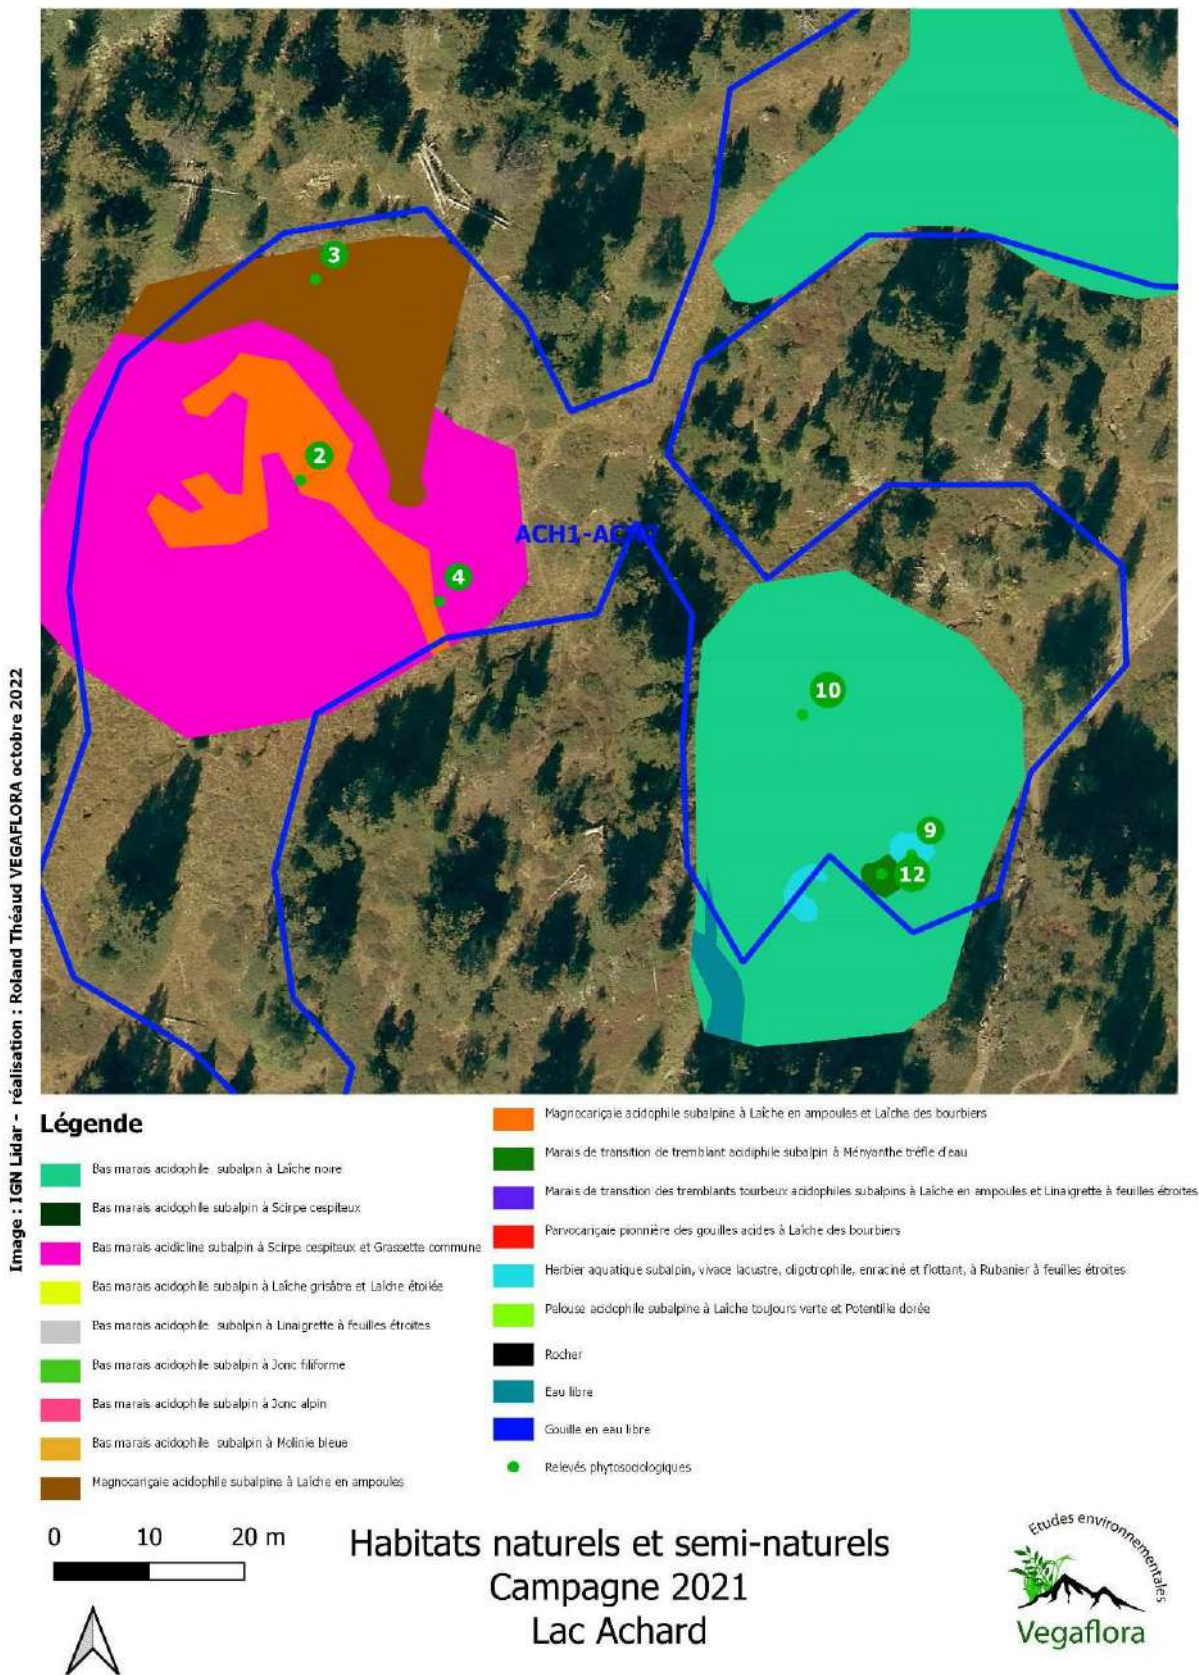 3
2
ACH1-ACH2
4
10
9
12
Image : IGN Lidar - réalisation : Roland Théaud VEGAFLORA octobre 2022
Légende
Bas marais acidophile subalpin à Laîche noire
Bas marais acidophile subalpin à Scirpe cespiteux
Bas marais acidicline subalpin à Scirpe cespiteux et Grassette commune
Bas marais acidophile subalpin à Laîche grisâtre et Laîche étoilée
Bas marais acidophile subalpin à Linaigrette à feuilles étroites
Bas marais acidophile subalpin à Jonc filiforme
Bas marais acidophile subalpin à Jonc alpin
Bas marais acidophile subalpin à Molinie bleue
Magnocariçaie acidophile subalpine à Laîche en ampoules
Magnocariçaie acidophile subalpine à Laîche en ampoules et Laîche des bourbiers
Marais de transition de tremblant acidiphile subalpin à Ményanthe trèfle d'eau
Marais de transition des tremblants tourbeux acidophiles subalpins à Laîche en ampoules et Linaigrette à feuilles étroites
Parvocariçaie pionnière des gouilles acides à Laîche des bourbiers
Herbier aquatique subalpin, vivace lacustre, oligotrophile, enraciné et flottant, à Rubanier à feuilles étroites
Pelouse acidophile subalpine à Laîche toujours verte et Potentille dorée
Rocher
Eau libre
Gouille en eau libre
Relevés phytosociologiques
0 10 20 m
Habitats naturels et semi-naturels
Campagne 2021
Lac Achard
Etudes environnementales
Vegaflora